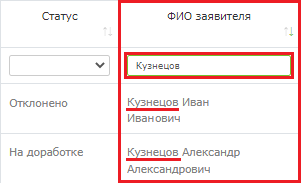 Статус ФИО заявителя
Кузнецов
Отклонено Кузнецов Иван
Иванович
На доработке Кузнецов Александр
Александрович